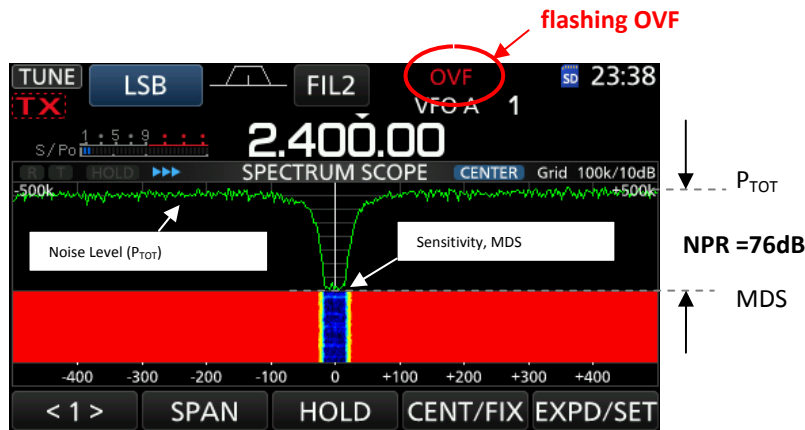 flashing OVF
TUNE LSB FIL2 OVF SD 23:38
TX VFO A 1
S/Po 1 • 5 • 9 2.400.00
R T HOLD SPECTRUM SCOPE CENTER Grid 100k/10dB
-500k +500k
PTOT
Noise Level (PTOT)
Sensitivity, MDS
NPR =76dB
MDS
-400 -300 -200 -100 0 +100 +200 +300 +400
< 1 > SPAN HOLD CENT/FIX EXPD/SET